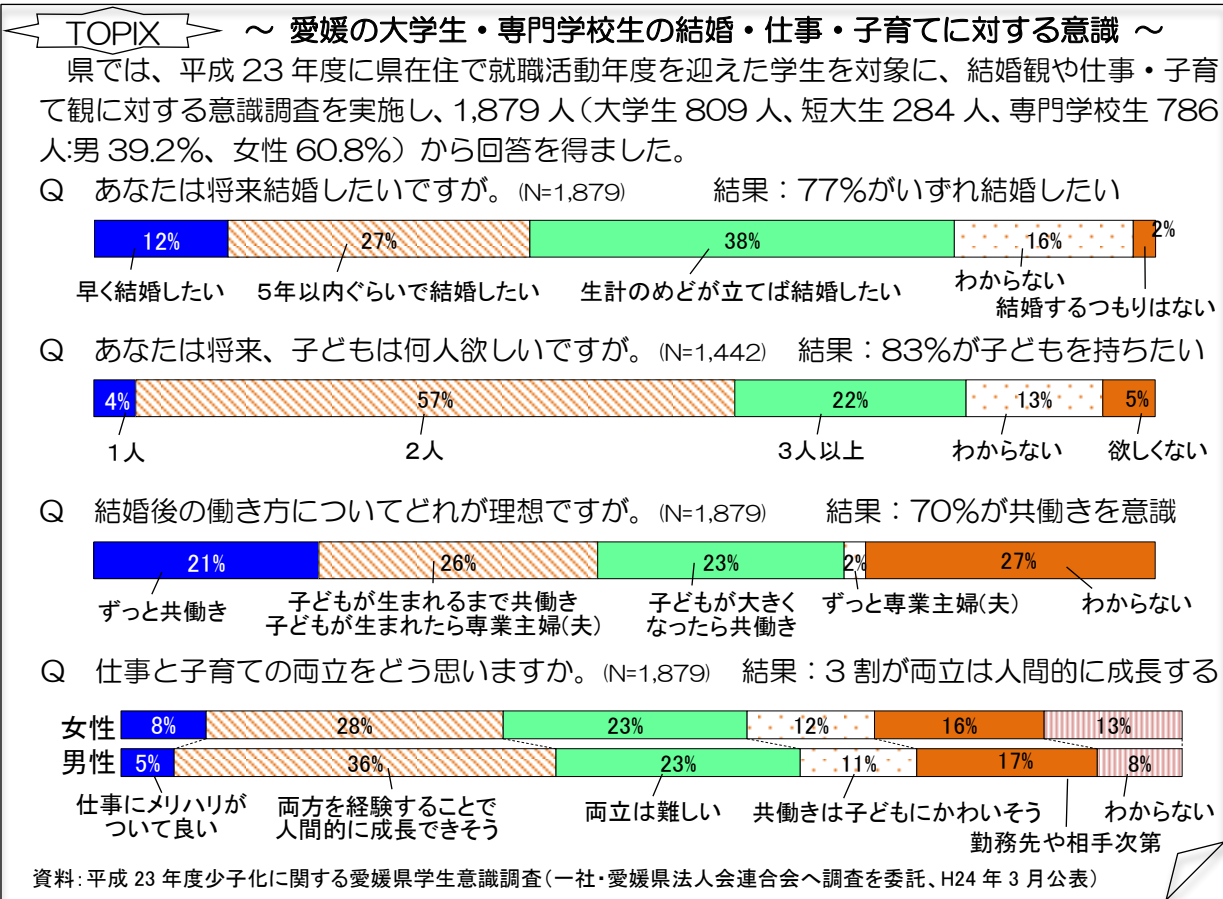 TOPIX ～ 愛媛の大学生・専門学校生の結婚・仕事・子育てに対する意識 ～
県では、平成 23 年度に県在住で就職活動年度を迎えた学生を対象に、結婚観や仕事・子育
て観に対する意識調査を実施し、1,879 人（大学生 809 人、短大生 284 人、専門学校生 786
人:男 39.2%、女性 60.8%）から回答を得ました。
Q あなたは将来結婚したいですが。(N=1,879) 結果：77%がいずれ結婚したい
12% 27% 38% 16% 2%
早く結婚したい 5年以内ぐらいで結婚したい 生計のめどが立てば結婚したい わからない
結婚するつもりはない
Q あなたは将来、子どもは何人欲しいですが。(N=1,442) 結果：83%が子どもを持ちたい
4% 57% 22% 13% 5%
1人 2人 3人以上 わからない 欲しくない
Q 結婚後の働き方についてどれが理想ですが。(N=1,879) 結果：70%が共働きを意識
21% 26% 23% 2% 27%
ずっと共働き 子どもが生まれるまで共働き 子どもが大きく ずっと専業主婦(夫) わからない
子どもが生まれたら専業主婦(夫) なったら共働き
Q 仕事と子育ての両立をどう思いますか。(N=1,879) 結果：3 割が両立は人間的に成長する
女性 8% 28% 23% 12% 16% 13%
男性 5% 36% 23% 11% 17% 8%
仕事にメリハリが 両方を経験することで 両立は難しい 共働きは子どもにかわいそう わからない
ついて良い 人間的に成長できそう 勤務先や相手次第
資料:平成 23 年度少子化に関する愛媛県学生意識調査（一社・愛媛県法人会連合会へ調査を委託、H24 年 3 月公表）